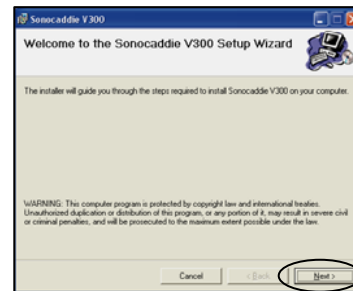 Sonocaddie V300
Welcome to the Sonocaddie V300 Setup Wizard
The installer will guide you through the steps required to install Sonocaddie V300 on your computer.
WARNING: This computer program is protected by copyright law and international treaties.
Unauthorized duplication or distribution of this program, or any portion of it, may result in severe civil
or criminal penalties, and will be prosecuted to the maximum extent possible under the law.
Cancel
< Back
Next >